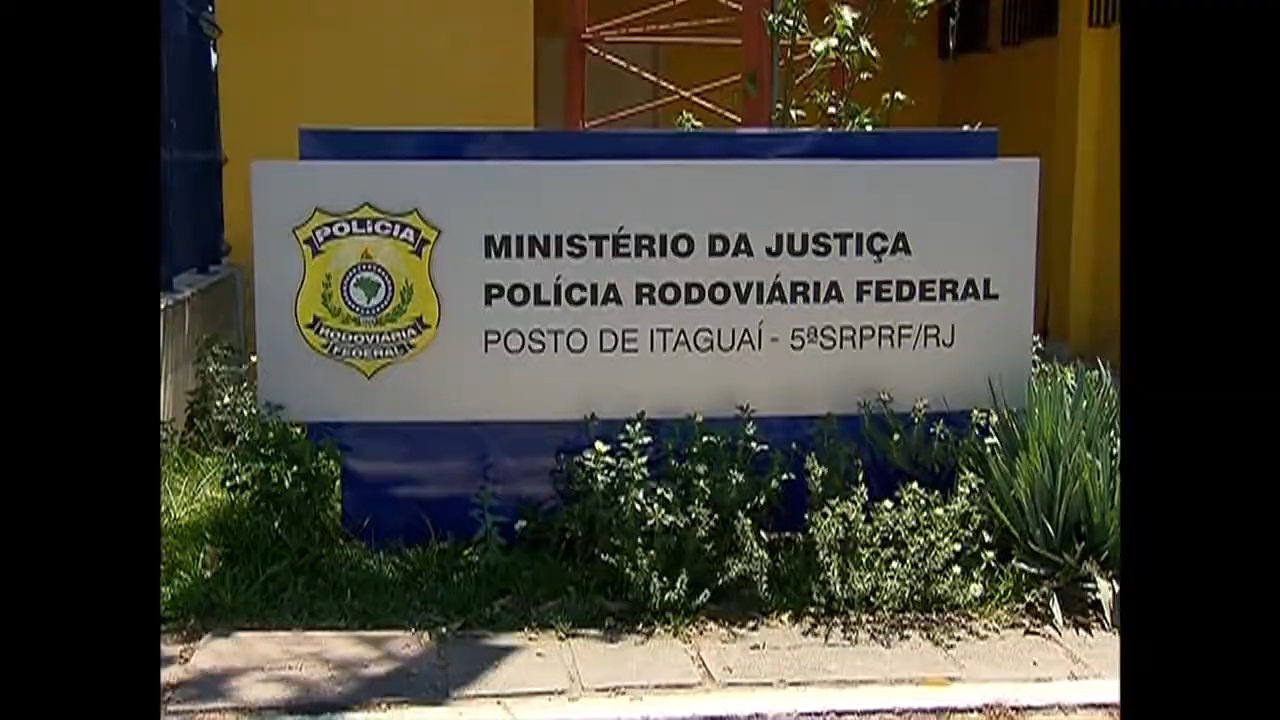 POLÍCIA
RODOVIÁRIA
FEDERAL
MINISTÉRIO DA JUSTIÇA
POLÍCIA RODOVIÁRIA FEDERAL
POSTO DE ITAGUAÍ - 5ªSRPRF/RJ